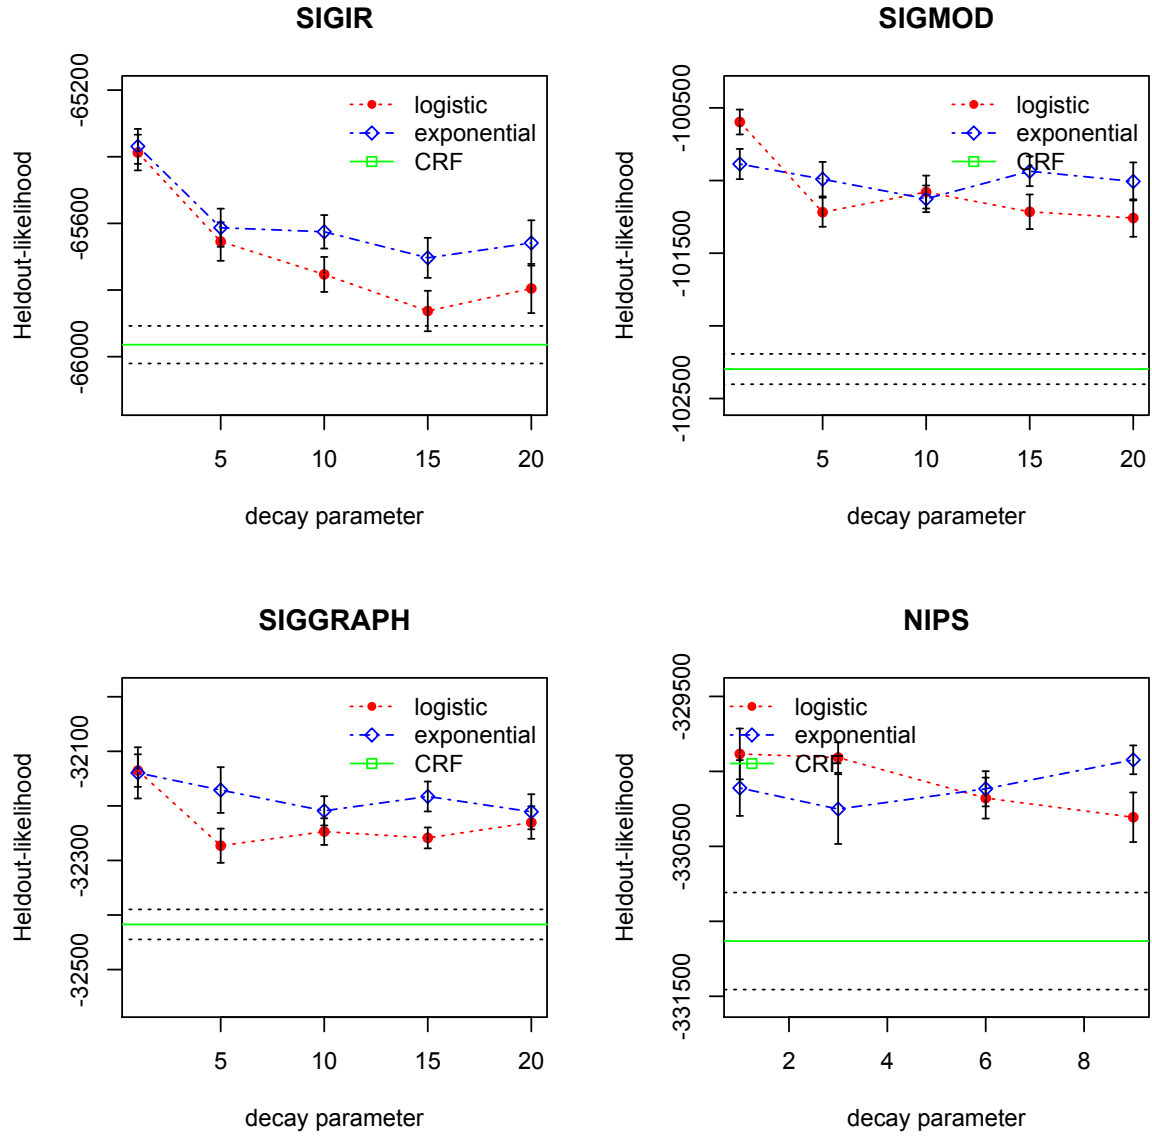 SIGIR
Heldout-likelihood
-65200
-65600
-66000
logistic
exponential
CRF
5 10 15 20
decay parameter
SIGMOD
Heldout-likelihood
-100500
-101500
-102500
logistic
exponential
CRF
5 10 15 20
decay parameter
SIGGRAPH
Heldout-likelihood
-32100
-32300
-32500
logistic
exponential
CRF
5 10 15 20
decay parameter
NIPS
Heldout-likelihood
-329500
-330500
-331500
logistic
exponential
CRF
2 4 6 8
decay parameter